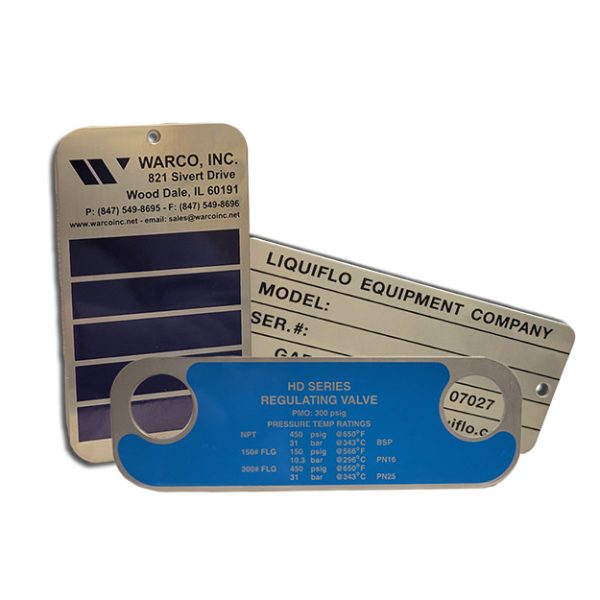 WARCO, INC.
821 Sivert Drive
Wood Dale, IL 60191
P: (847) 549-8695 - F: (847) 549-8696
www.warcoinc.net - email: sales@warcoinc.net
LIQUIFLO EQUIPMENT COMPANY
MODEL:
SER.#:
GA
07027
quiflo.c
HD SERIES
REGULATING VALVE
PMO: 300 psig
PRESSURE TEMP RATINGS
NPT 450 psig @650°F
31 bar @343°C BSP
150# FLG 150 psig @566°F
10.3 bar @296°C PN16
300# FLG 450 psig @650°F
31 bar @343°C PN25